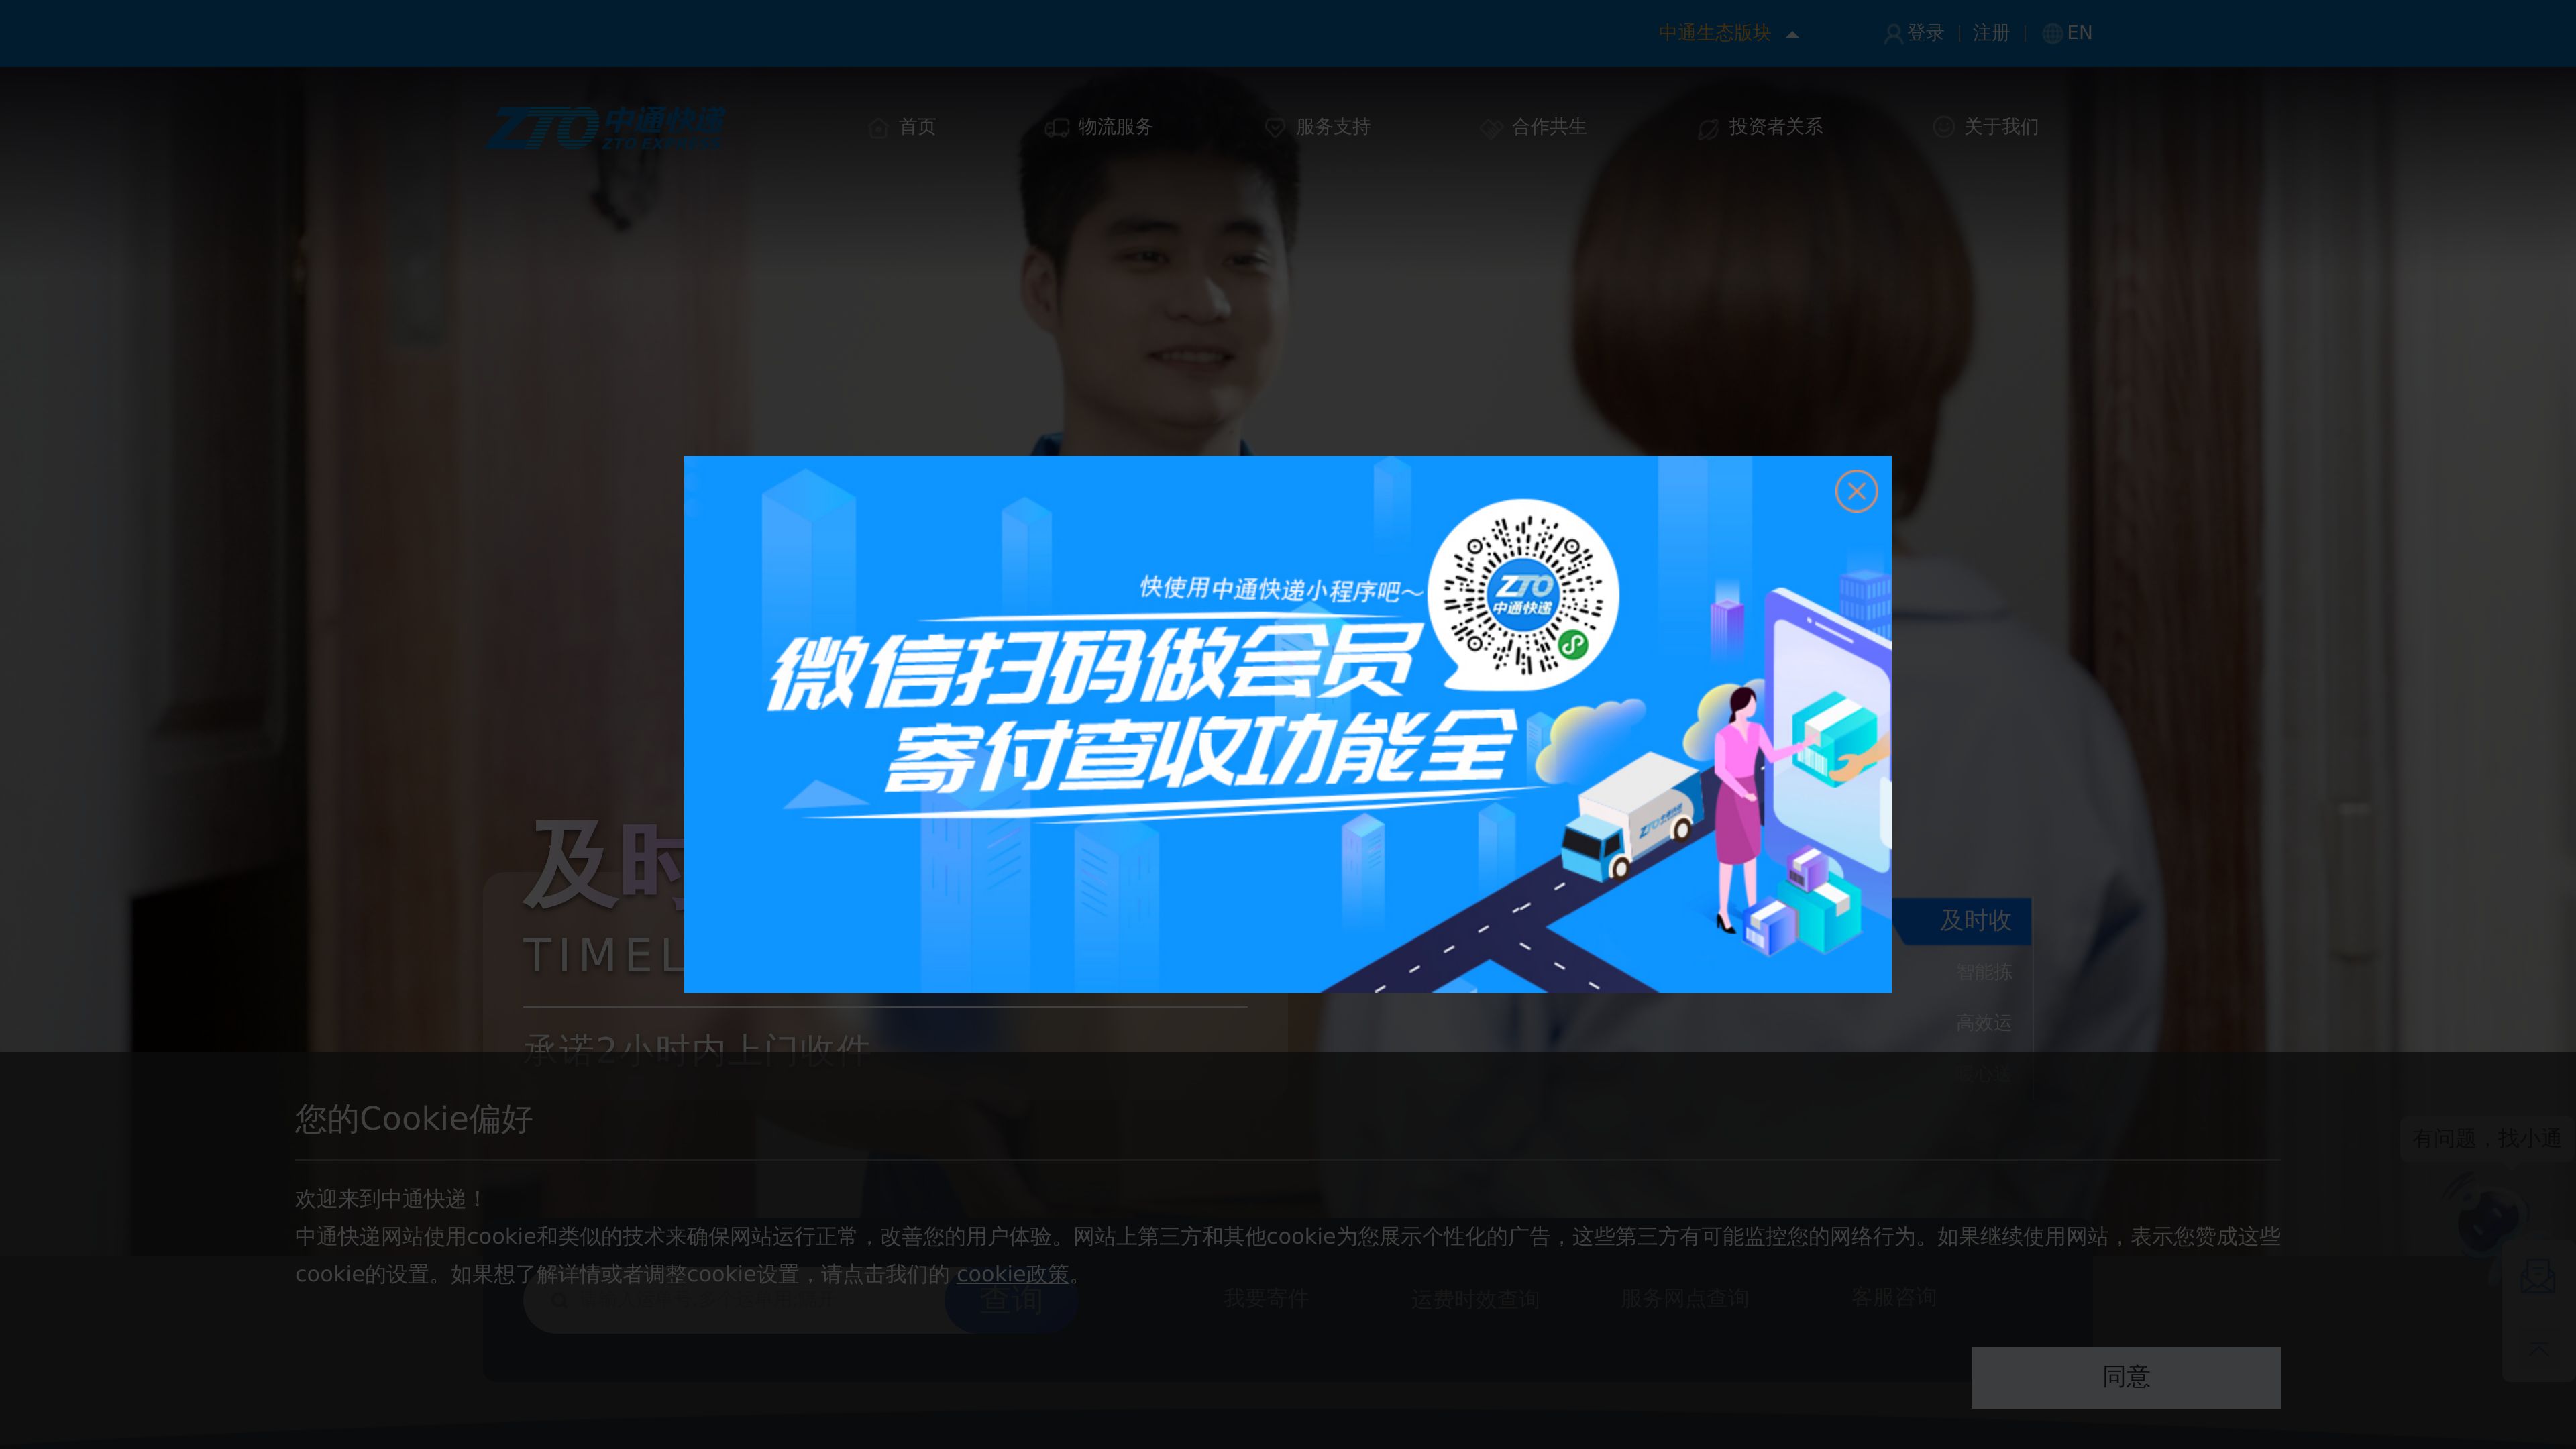 中通生态版块
登录 | 注册 | EN
ZTO 中通快递
ZTO EXPRESS
首页
物流服务
服务支持
合作共生
投资者关系
关于我们
快使用中通快递小程序吧～
ZTO
中通快递
微信扫码做会员
寄付查收功能全
ZTO
及时
TIMEL
承诺2小时内上门收件
及时收
智能拣
高效运
您的Cookie偏好
有问题，找小通
欢迎来到中通快递！
中通快递网站使用cookie和类似的技术来确保网站运行正常，改善您的用户体验。网站上第三方和其他cookie为您展示个性化的广告，这些第三方有可能监控您的网络行为。如果继续使用网站，表示您赞成这些
cookie的设置。如果想了解详情或者调整cookie设置，请点击我们的 cookie政策。
查询
我要寄件
运费时效查询
服务网点查询
客服咨询
同意